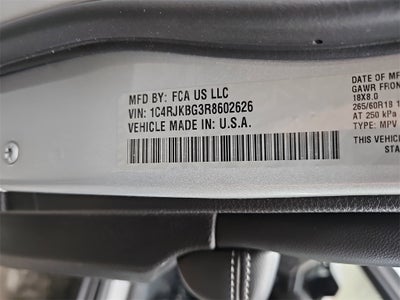 MFD BY: FCA US LLC
VIN: 1C4RJKBG3R8602626
VEHICLE MADE IN: U.S.A.
DATE OF M
GAWR FRON
18X8.0
265/60R18 1
AT 250 kPa
TYPE: MPV
THIS VEHIC
STA